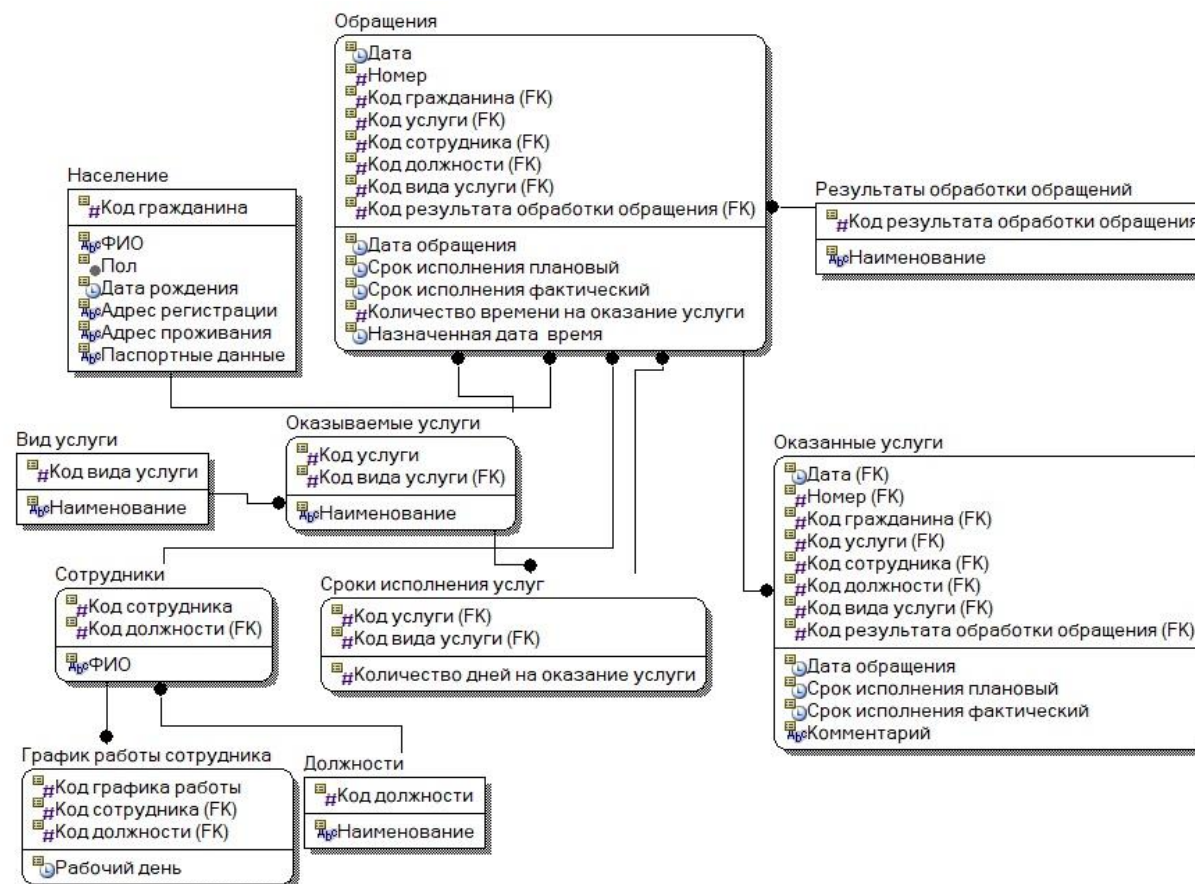 Обращения
Дата
#Номер
#Код гражданина (FK)
#Код услуги (FK)
#Код сотрудника (FK)
#Код должности (FK)
#Код вида услуги (FK)
#Код результата обработки обращения (FK)
Дата обращения
Срок исполнения плановый
Срок исполнения фактический
#Количество времени на оказание услуги
Назначенная дата время
Население
#Код гражданина
ФИО
Пол
Дата рождения
Адрес регистрации
Адрес проживания
Паспортные данные
Результаты обработки обращений
#Код результата обработки обращения
Наименование
Вид услуги
#Код вида услуги
Наименование
Оказываемые услуги
#Код услуги
#Код вида услуги (FK)
Наименование
Оказанные услуги
Дата (FK)
#Номер (FK)
#Код гражданина (FK)
#Код услуги (FK)
#Код сотрудника (FK)
#Код должности (FK)
#Код вида услуги (FK)
#Код результата обработки обращения (FK)
Дата обращения
Срок исполнения плановый
Срок исполнения фактический
Комментарий
Сотрудники
#Код сотрудника
#Код должности (FK)
ФИО
Сроки исполнения услуг
#Код услуги (FK)
#Код вида услуги (FK)
#Количество дней на оказание услуги
График работы сотрудника
#Код графика работы
#Код сотрудника (FK)
#Код должности (FK)
Рабочий день
Должности
#Код должности
Наименование